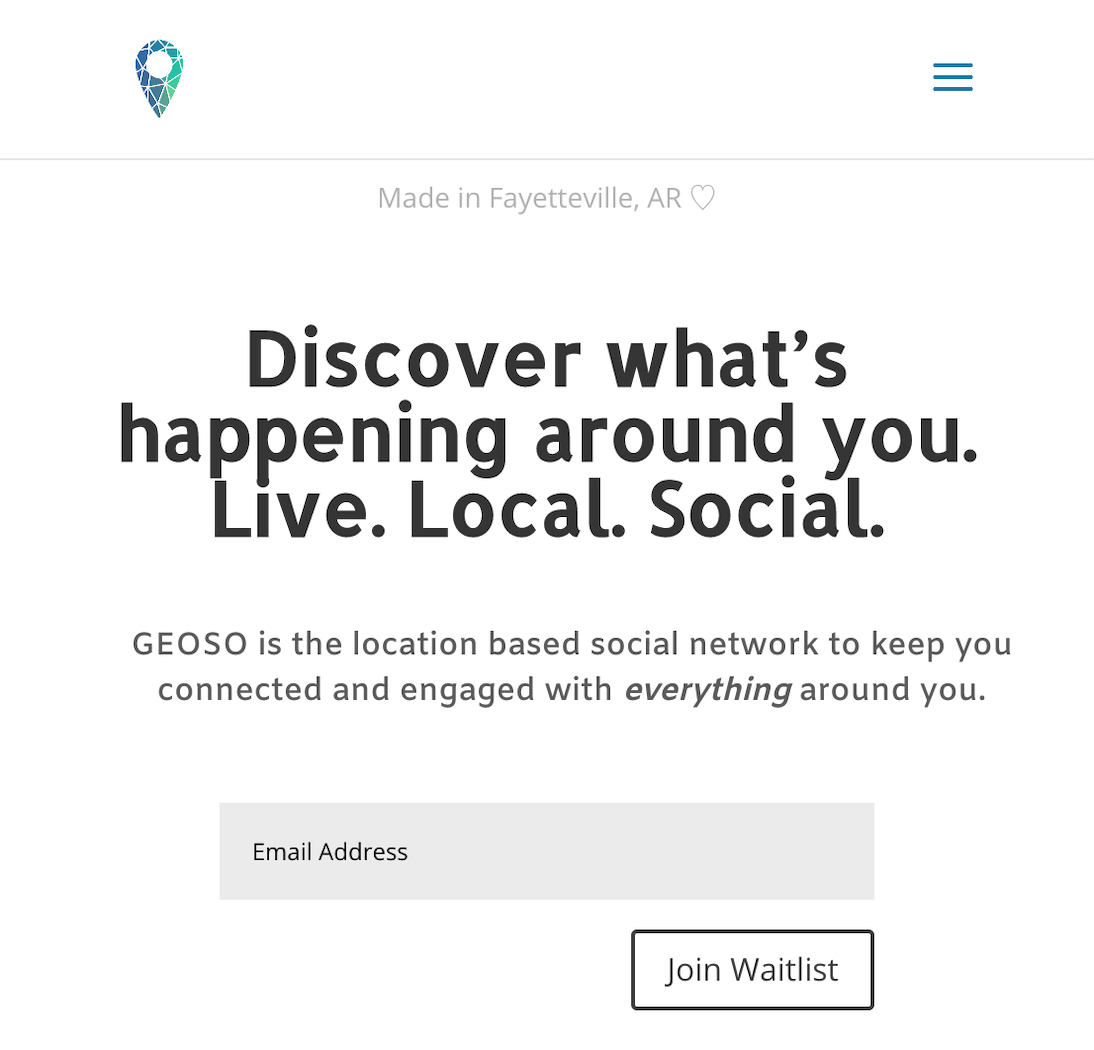 Made in Fayetteville, AR ♡
Discover what’s
happening around you.
Live. Local. Social.
GEOSO is the location based social network to keep you
connected and engaged with everything around you.
Email Address
Join Waitlist